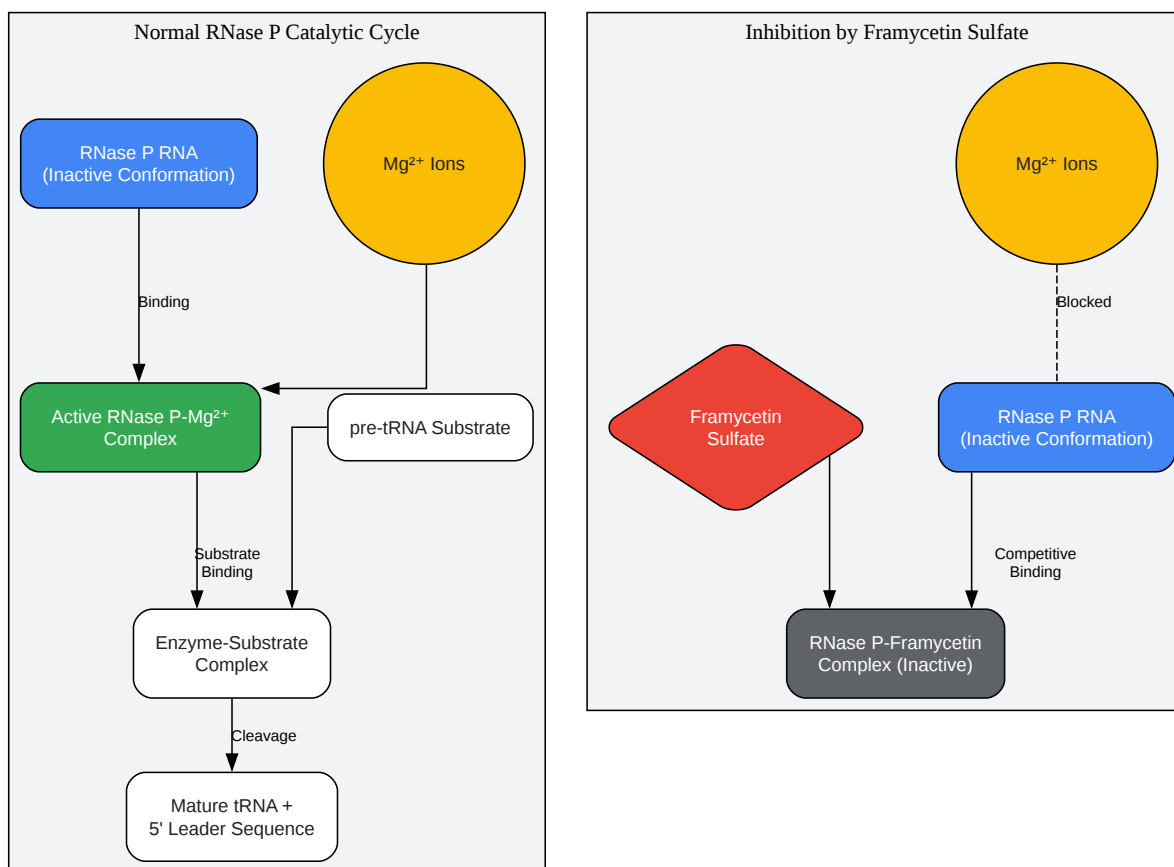 Normal RNase P Catalytic Cycle
RNase P RNA
(Inactive Conformation)
Mg²⁺ Ions
Binding
Active RNase P-Mg²⁺
Complex
pre-tRNA Substrate
Substrate
Binding
Enzyme-Substrate
Complex
Cleavage
Mature tRNA +
5' Leader Sequence
Inhibition by Framycetin Sulfate
Mg²⁺ Ions
Blocked
Framycetin
Sulfate
RNase P RNA
(Inactive Conformation)
Competitive
Binding
RNase P-Framycetin
Complex (Inactive)